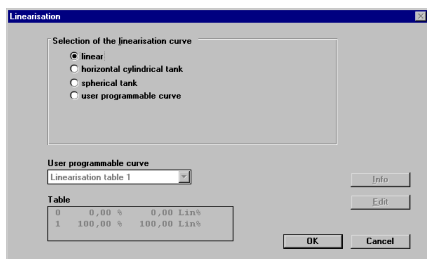 Linearisation
Selection of the linearisation curve
linear
horizontal cylindrical tank
spherical tank
user programmable curve
User programmable curve
Linearisation table 1
Info
Table
Edit
0 0,00 % 0,00 Lin%
1 100,00 % 100,00 Lin%
OK Cancel